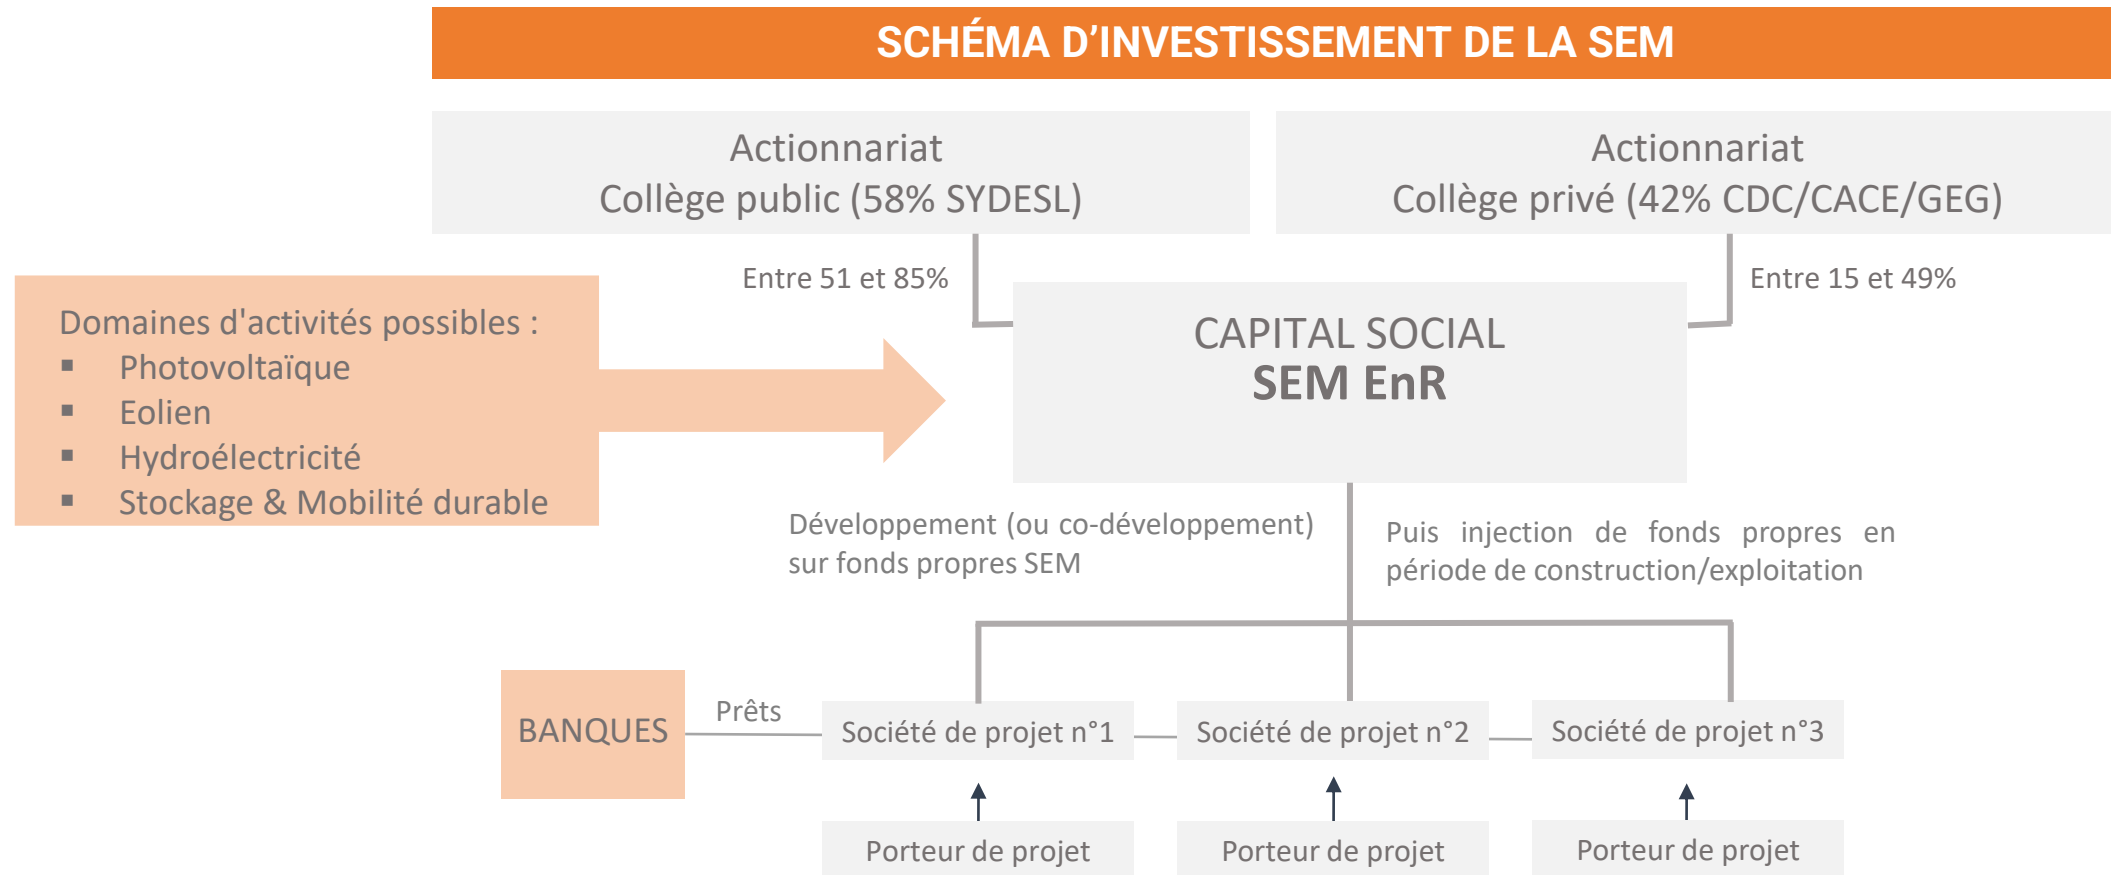 SCHÉMA D’INVESTISSEMENT DE LA SEM
Actionnariat
Collège public (58% SYDESL)
Actionnariat
Collège privé (42% CDC/CACE/GEG)
Entre 51 et 85%
Entre 15 et 49%
Domaines d'activités possibles :
▪ Photovoltaïque
▪ Eolien
▪ Hydroélectricité
▪ Stockage & Mobilité durable
CAPITAL SOCIAL
SEM EnR
Développement (ou co-développement)
sur fonds propres SEM
Puis injection de fonds propres en
période de construction/exploitation
BANQUES
Prêts
Société de projet n°1
Société de projet n°2
Société de projet n°3
Porteur de projet
Porteur de projet
Porteur de projet